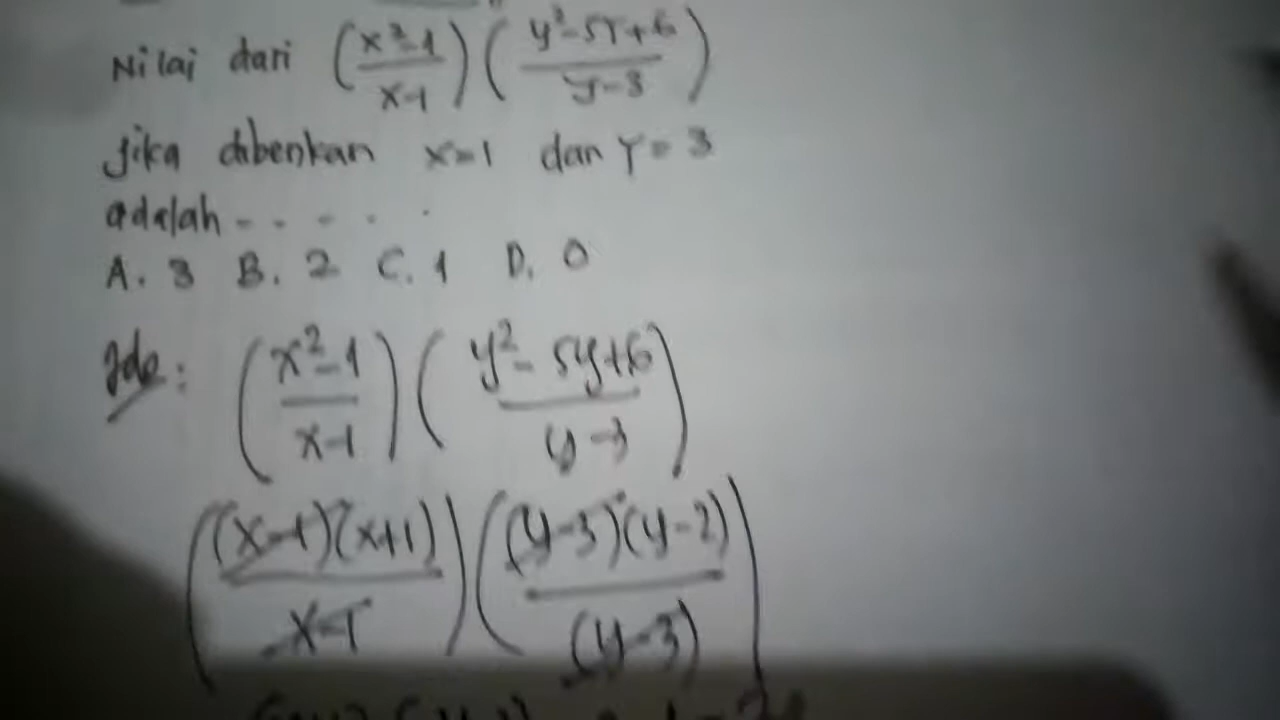 Nilai dari (x²-1 / x-1) (y²-5y+6 / y-3)
jika diberikan x=1 dan y=3
adalah - - - . .
A. 3 B. 2 C. 1 D. 0
(x²-1 / x-1) (y²-5y+6 / y-3)
((x-1)(x+1) / x-1) ((y-3)(y-2) / (y-3))